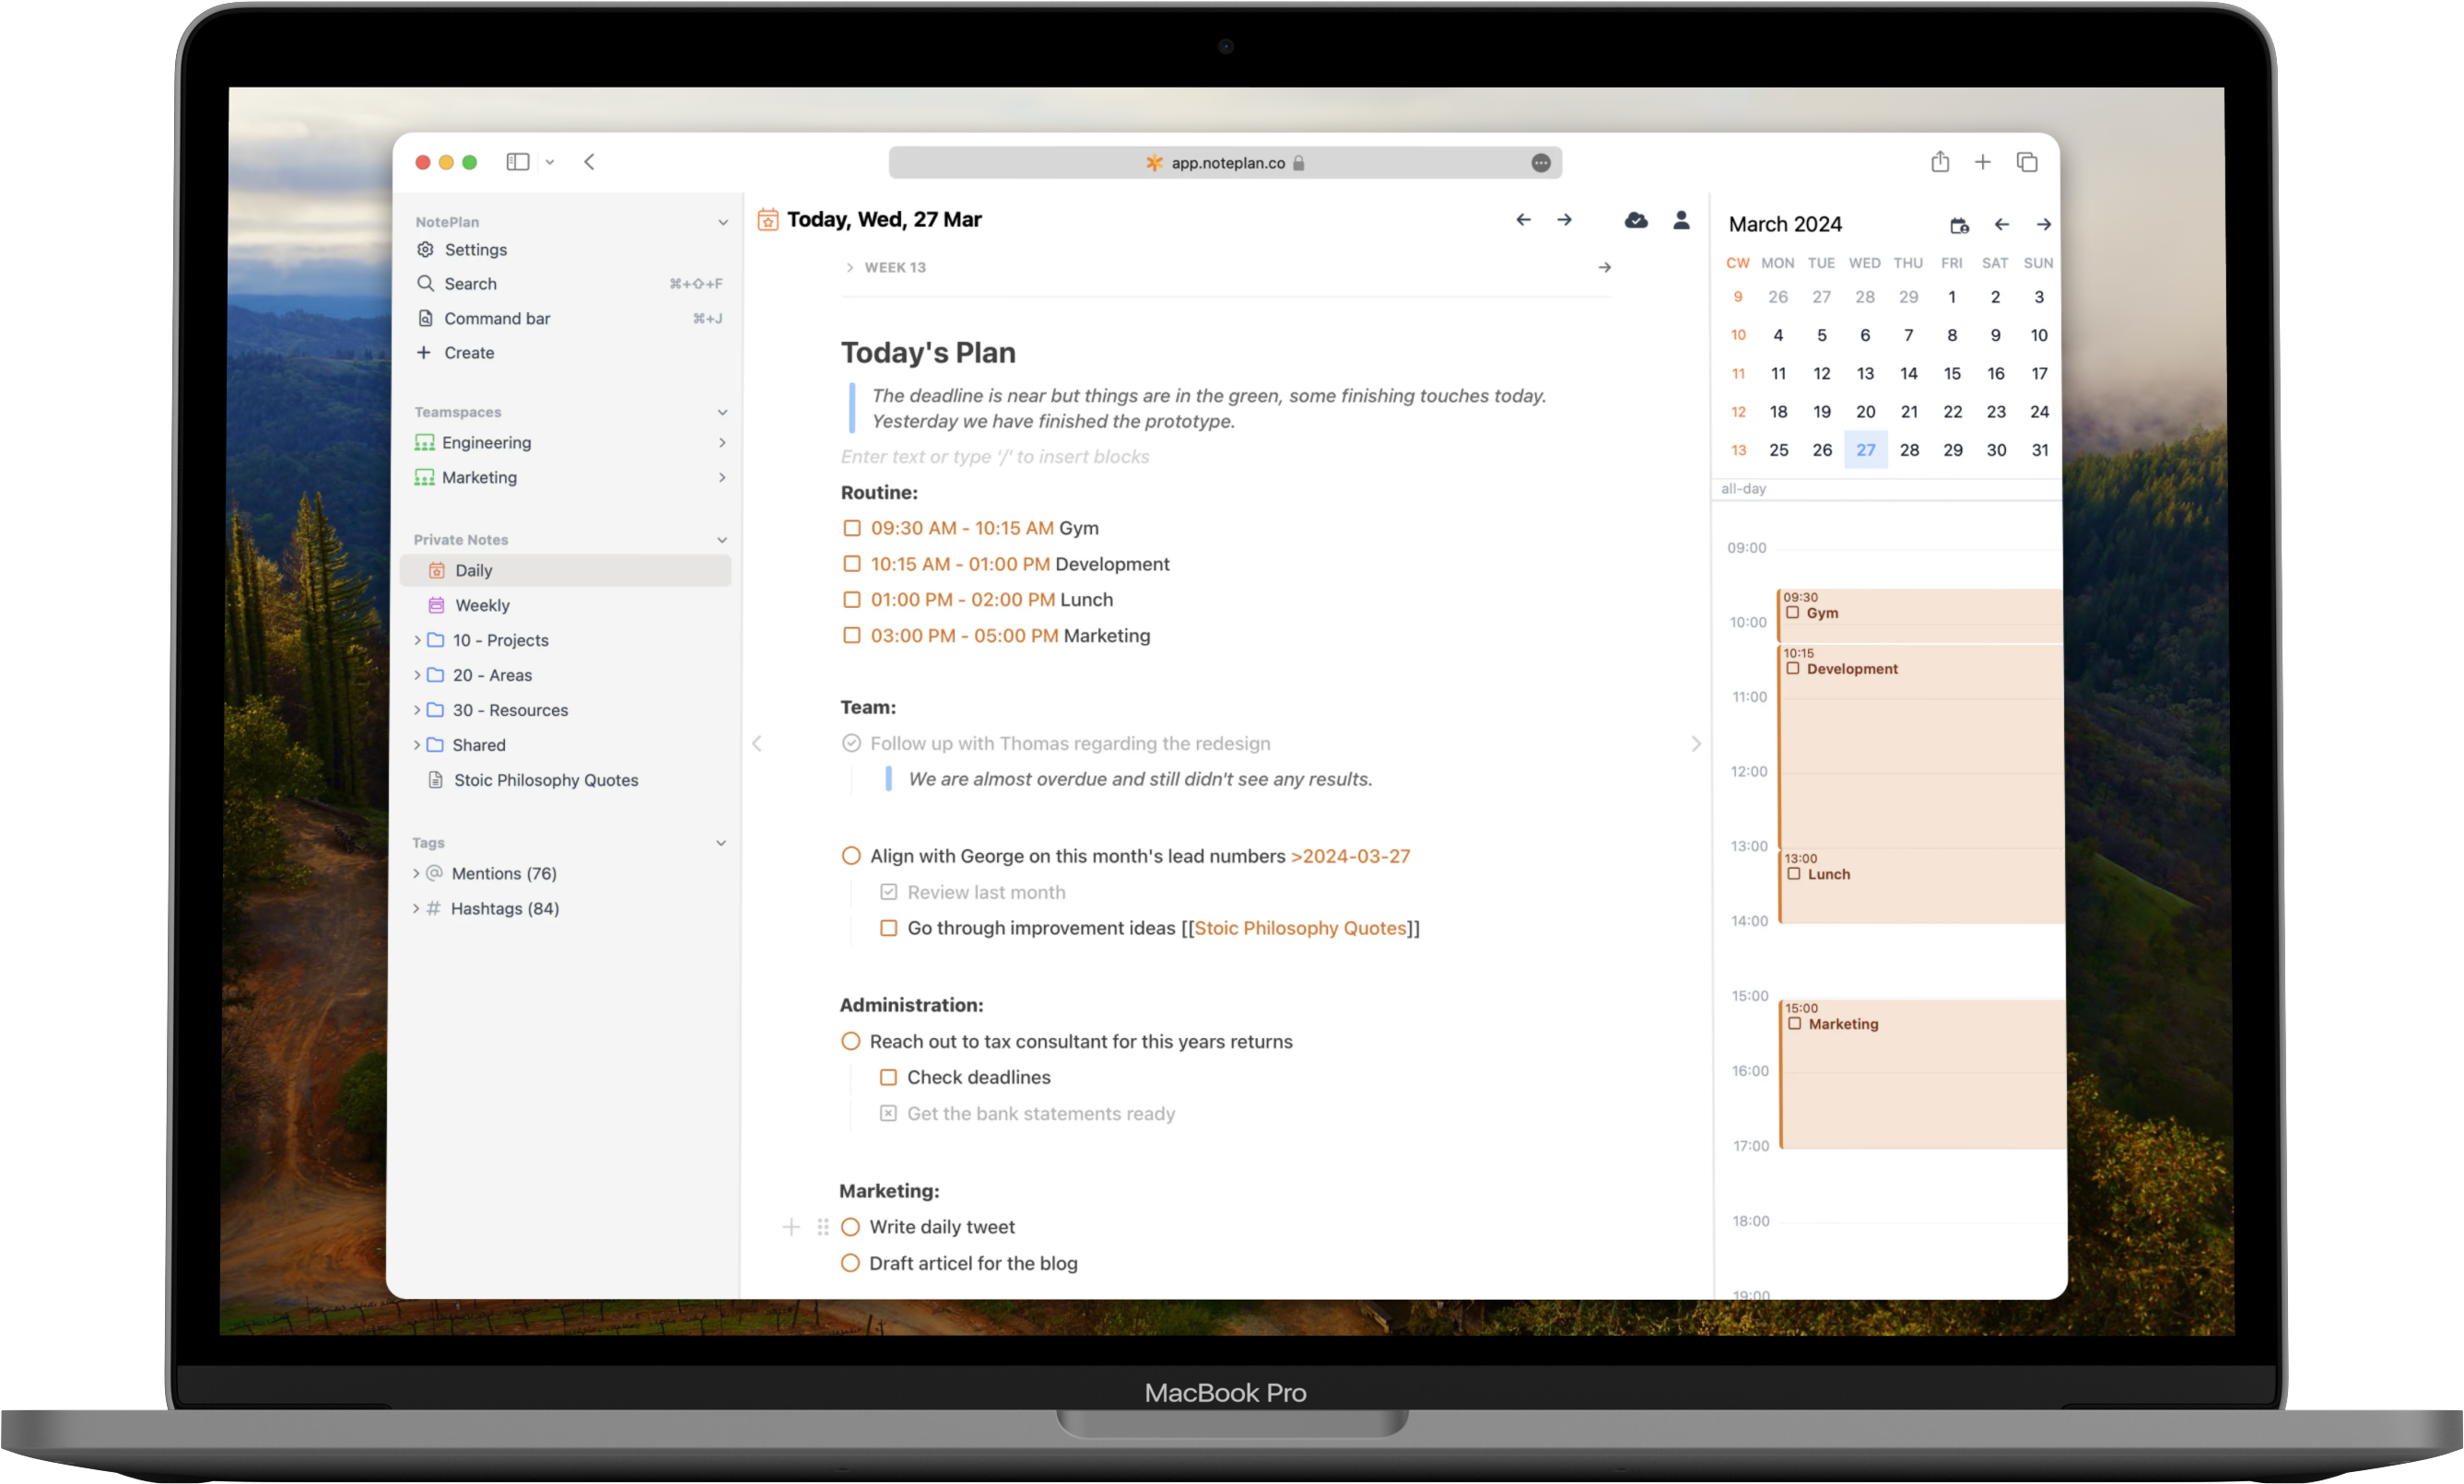 app.noteplan.co
NotePlan
Settings
Search ⌘+⇧+F
Command bar ⌘+J
Create
Teamspaces
Engineering
Marketing
Private Notes
Daily
Weekly
10 - Projects
20 - Areas
30 - Resources
Shared
Stoic Philosophy Quotes
Tags
Mentions (76)
Hashtags (84)
Today, Wed, 27 Mar
WEEK 13
Today's Plan
The deadline is near but things are in the green, some finishing touches today.
Yesterday we have finished the prototype.
Enter text or type '/' to insert blocks
Routine:
09:30 AM - 10:15 AM Gym
10:15 AM - 01:00 PM Development
01:00 PM - 02:00 PM Lunch
03:00 PM - 05:00 PM Marketing
Team:
Follow up with Thomas regarding the redesign
We are almost overdue and still didn't see any results.
Align with George on this month's lead numbers >2024-03-27
Review last month
Go through improvement ideas [[Stoic Philosophy Quotes]]
Administration:
Reach out to tax consultant for this years returns
Check deadlines
Get the bank statements ready
Marketing:
Write daily tweet
Draft articel for the blog
March 2024
CW MON TUE WED THU FRI SAT SUN
9 26 27 28 29 1 2 3
10 4 5 6 7 8 9 10
11 11 12 13 14 15 16 17
12 18 19 20 21 22 23 24
13 25 26 27 28 29 30 31
all-day
09:00
09:30
Gym
10:00
10:15
Development
11:00
12:00
13:00
13:00
Lunch
14:00
15:00
15:00
Marketing
16:00
17:00
18:00
19:00
MacBook Pro